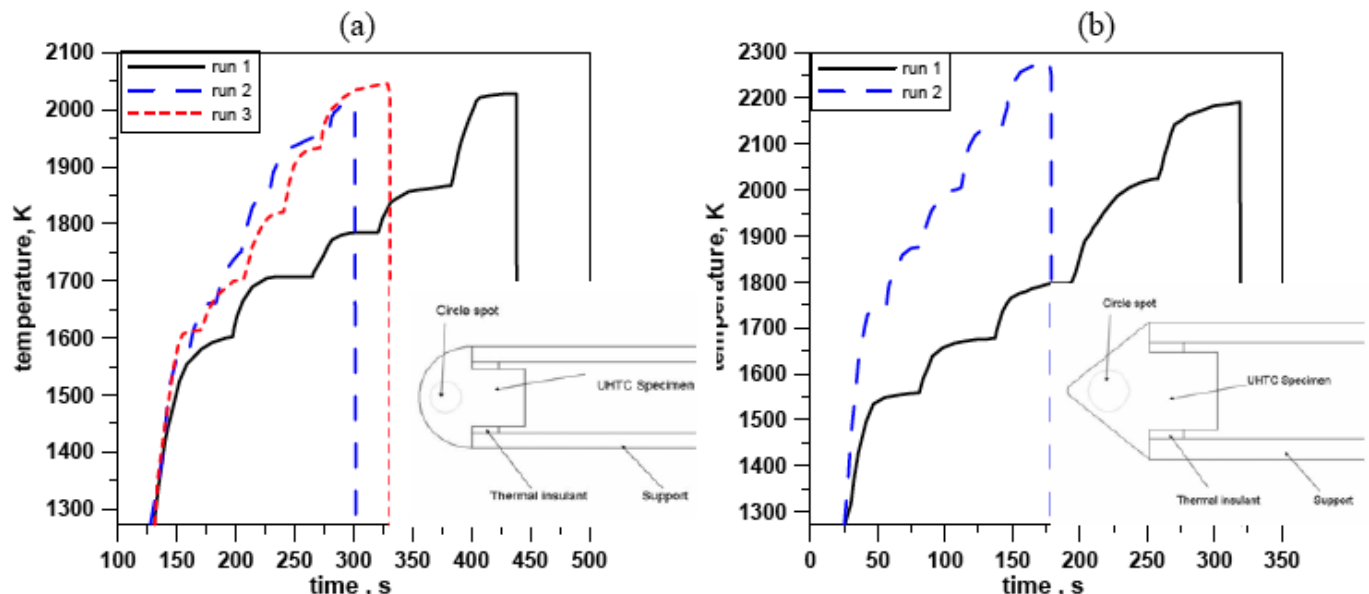 (a)
2100
2000
1900
1800
1700
1600
1500
1400
1300
temperature, K
run 1
run 2
run 3
Circle spot
UHTC Specimen
Thermal insulant
Support
100 150 200 250 300 350 400 450 500
time , s
(b)
2300
2200
2100
2000
1900
1800
1700
1600
1500
1400
1300
temperature, K
run 1
run 2
Circle spot
UHTC Specimen
Thermal insulant
Support
0 50 100 150 200 250 300 350
time , s